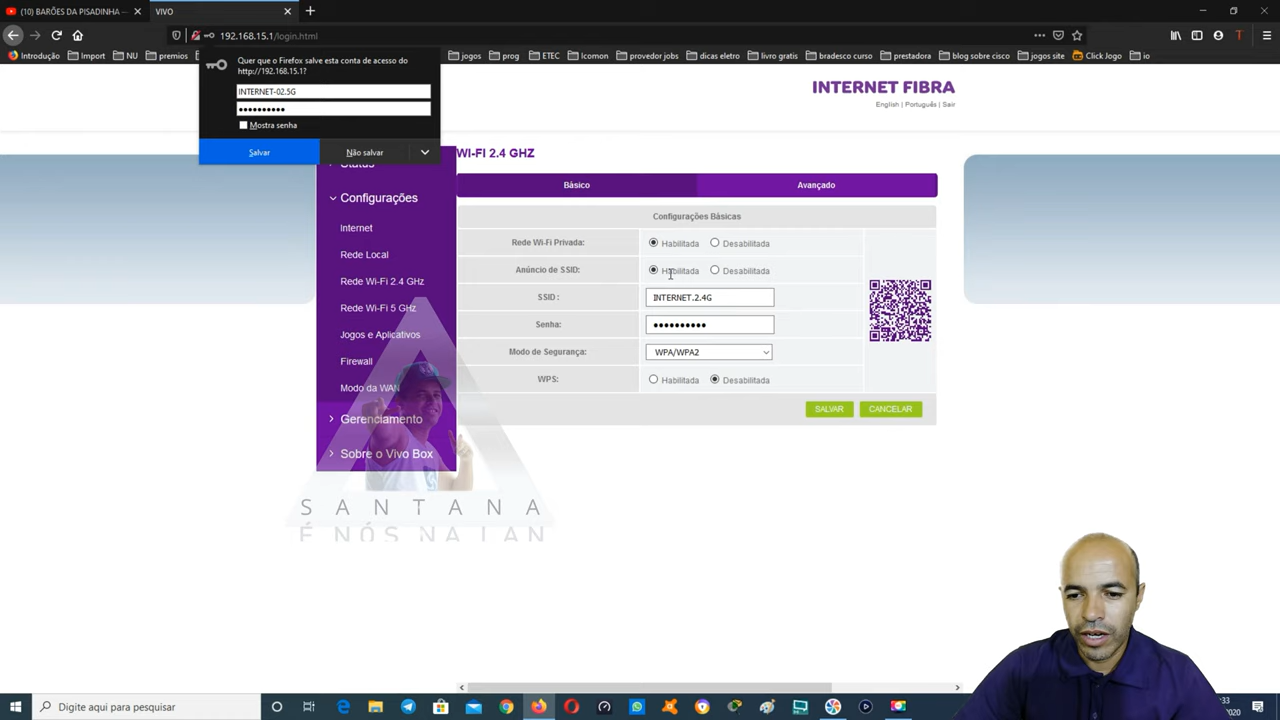 (10) BARÕES DA PISADINHA —
VIVO
192.168.15.1/login.html
Introdução
Import
NU
premios
jogos
prog
ETEC
Icomon
provedor jobs
dicas eletro
livro gratis
bradesco curso
prestadora
blog sobre cisco
jogos site
Click Jogo
io
Quer que o Firefox salve esta conta de acesso do
http://192.168.15.1?
INTERNET-02.5G
••••••••••
Mostra senha
Salvar
Não salvar
INTERNET FIBRA
English | Português | Sair
WI-FI 2.4 GHZ
Básico
Avançado
Status
Configurações
Internet
Rede Local
Rede Wi-Fi 2.4 GHz
Rede Wi-Fi 5 GHz
Jogos e Aplicativos
Firewall
Modo da WAN
Gerenciamento
Sobre o Vivo Box
Configurações Básicas
Rede Wi-Fi Privada:
Habilitada
Desabilitada
Anúncio de SSID:
Habilitada
Desabilitada
SSID :
INTERNET.2.4G
Senha:
••••••••••
Modo de Segurança:
WPA/WPA2
WPS:
Habilitada
Desabilitada
SALVAR
CANCELAR
SANTANA
É NÓS NA LAN
Digite aqui para pesquisar